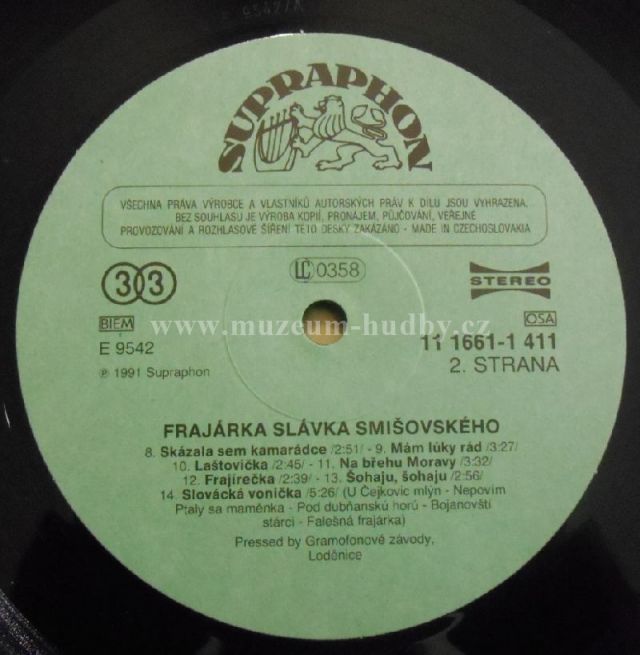 E 9542/A
SUPRAPHON
VŠECHNA PRÁVA VÝROBCE A VLASTNÍKŮ AUTORSKÝCH PRÁV K DÍLU JSOU VYHRAZENA.
BEZ SOUHLASU JE VÝROBA KOPIÍ, PRONÁJEM, PŮJČOVÁNÍ, VEŘEJNÉ
PROVOZOVÁNÍ A ROZHLASOVÉ ŠÍŘENÍ TÉTO DESKY ZAKÁZÁNO - MADE IN CZECHOSLOVAKIA
33 LC 0358 STEREO
www.muzeum-hudby.cz
BIEM OSA
E 9542 11 1661-1 411
℗ 1991 Supraphon 2. STRANA
FRAJÁRKA SLÁVKA SMIŠOVSKÉHO
8. Skázala sem kamarádce /2:51/ - 9. Mám lúky rád /3:27/
10. Laštovička /2:45/ - 11. Na břehu Moravy /3:32/
12. Frajírečka /2:39/ - 13. Šohaju, šohaju /2:56/
14. Slovácká vonička /5:26/ (U Čejkovic mlýn - Nepovím
Ptaly sa maměnka - Pod dubňanskú horú - Bojanovští
stárci - Falešná frajárka)
Pressed by Gramofonové závody,
Loděnice